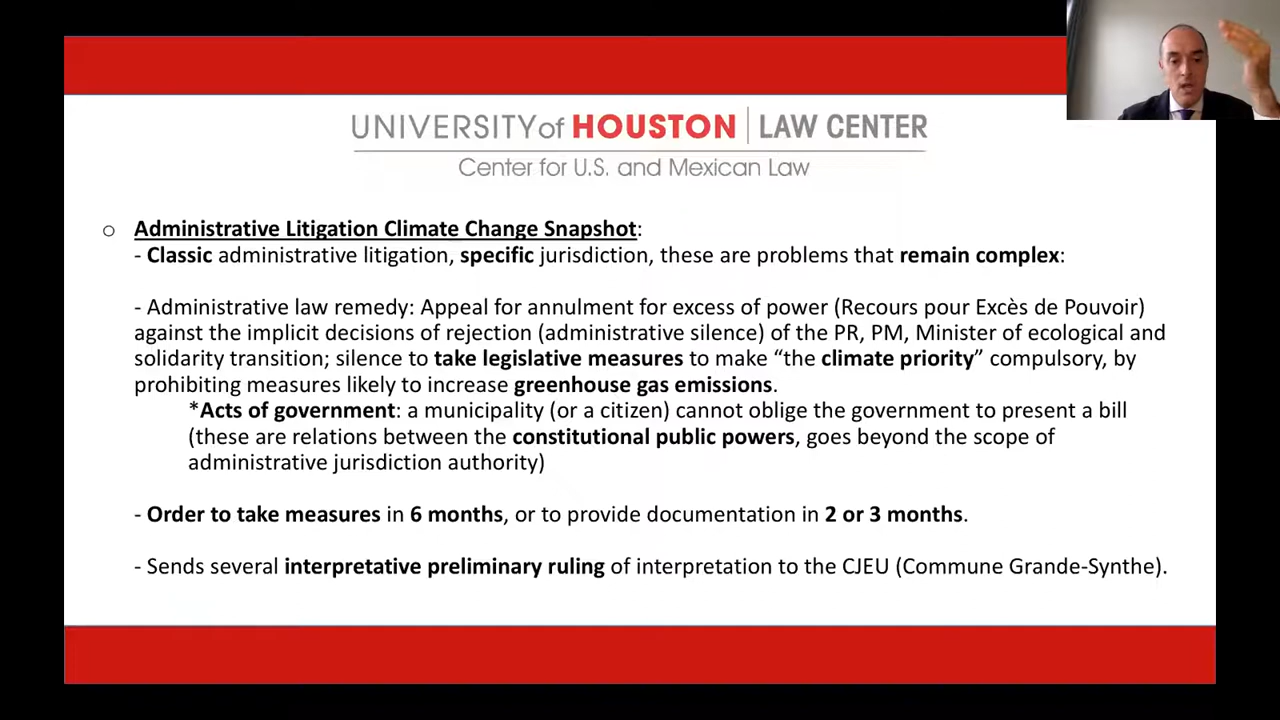 UNIVERSITY of HOUSTON | LAW CENTER
Center for U.S. and Mexican Law
o Administrative Litigation Climate Change Snapshot:
- Classic administrative litigation, specific jurisdiction, these are problems that remain complex:
- Administrative law remedy: Appeal for annulment for excess of power (Recours pour Excès de Pouvoir)
against the implicit decisions of rejection (administrative silence) of the PR, PM, Minister of ecological and
solidarity transition; silence to take legislative measures to make “the climate priority” compulsory, by
prohibiting measures likely to increase greenhouse gas emissions.
*Acts of government: a municipality (or a citizen) cannot oblige the government to present a bill
(these are relations between the constitutional public powers, goes beyond the scope of
administrative jurisdiction authority)
- Order to take measures in 6 months, or to provide documentation in 2 or 3 months.
- Sends several interpretative preliminary ruling of interpretation to the CJEU (Commune Grande-Synthe).